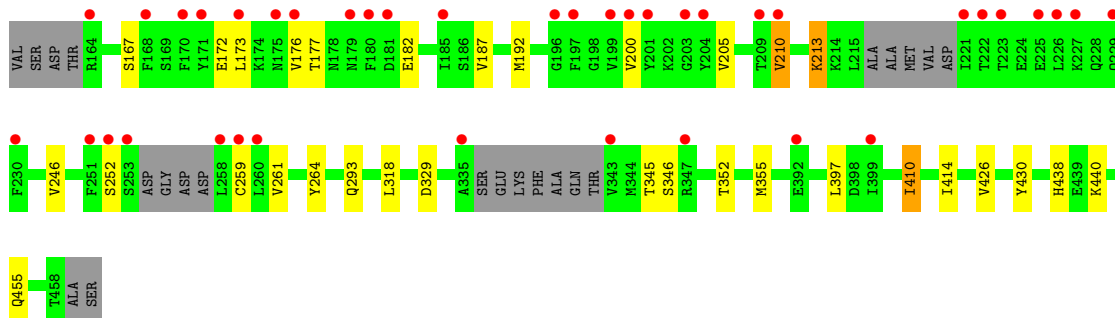 VAL SER ASP THR R164 S167 F168 S169 F170 Y171 E172 L173 K174 N175 V176 T177 N178 N179 F180 D181 E182 I185 S186 V187 M192 G196 F197 G198 V199 V200 Y201 K202 G203 Y204 V205 T209 V210 K213 K214 L215 ALA ALA MET VAL ASP I221 T222 T223 E224 E225 L226 K227 Q228
F230 V246 F251 S252 S253 ASP GLY ASP ASP L258 C259 L260 V261 Y264 Q293 L318 D329 A335 SER GLU LYS PHE ALA GLN THR V343 M344 T345 S346 R347 T352 M355 E392 L397 D398 I399 I410 I414 V426 Y430 H438 E439 K440
Q455 T458 ALA SER